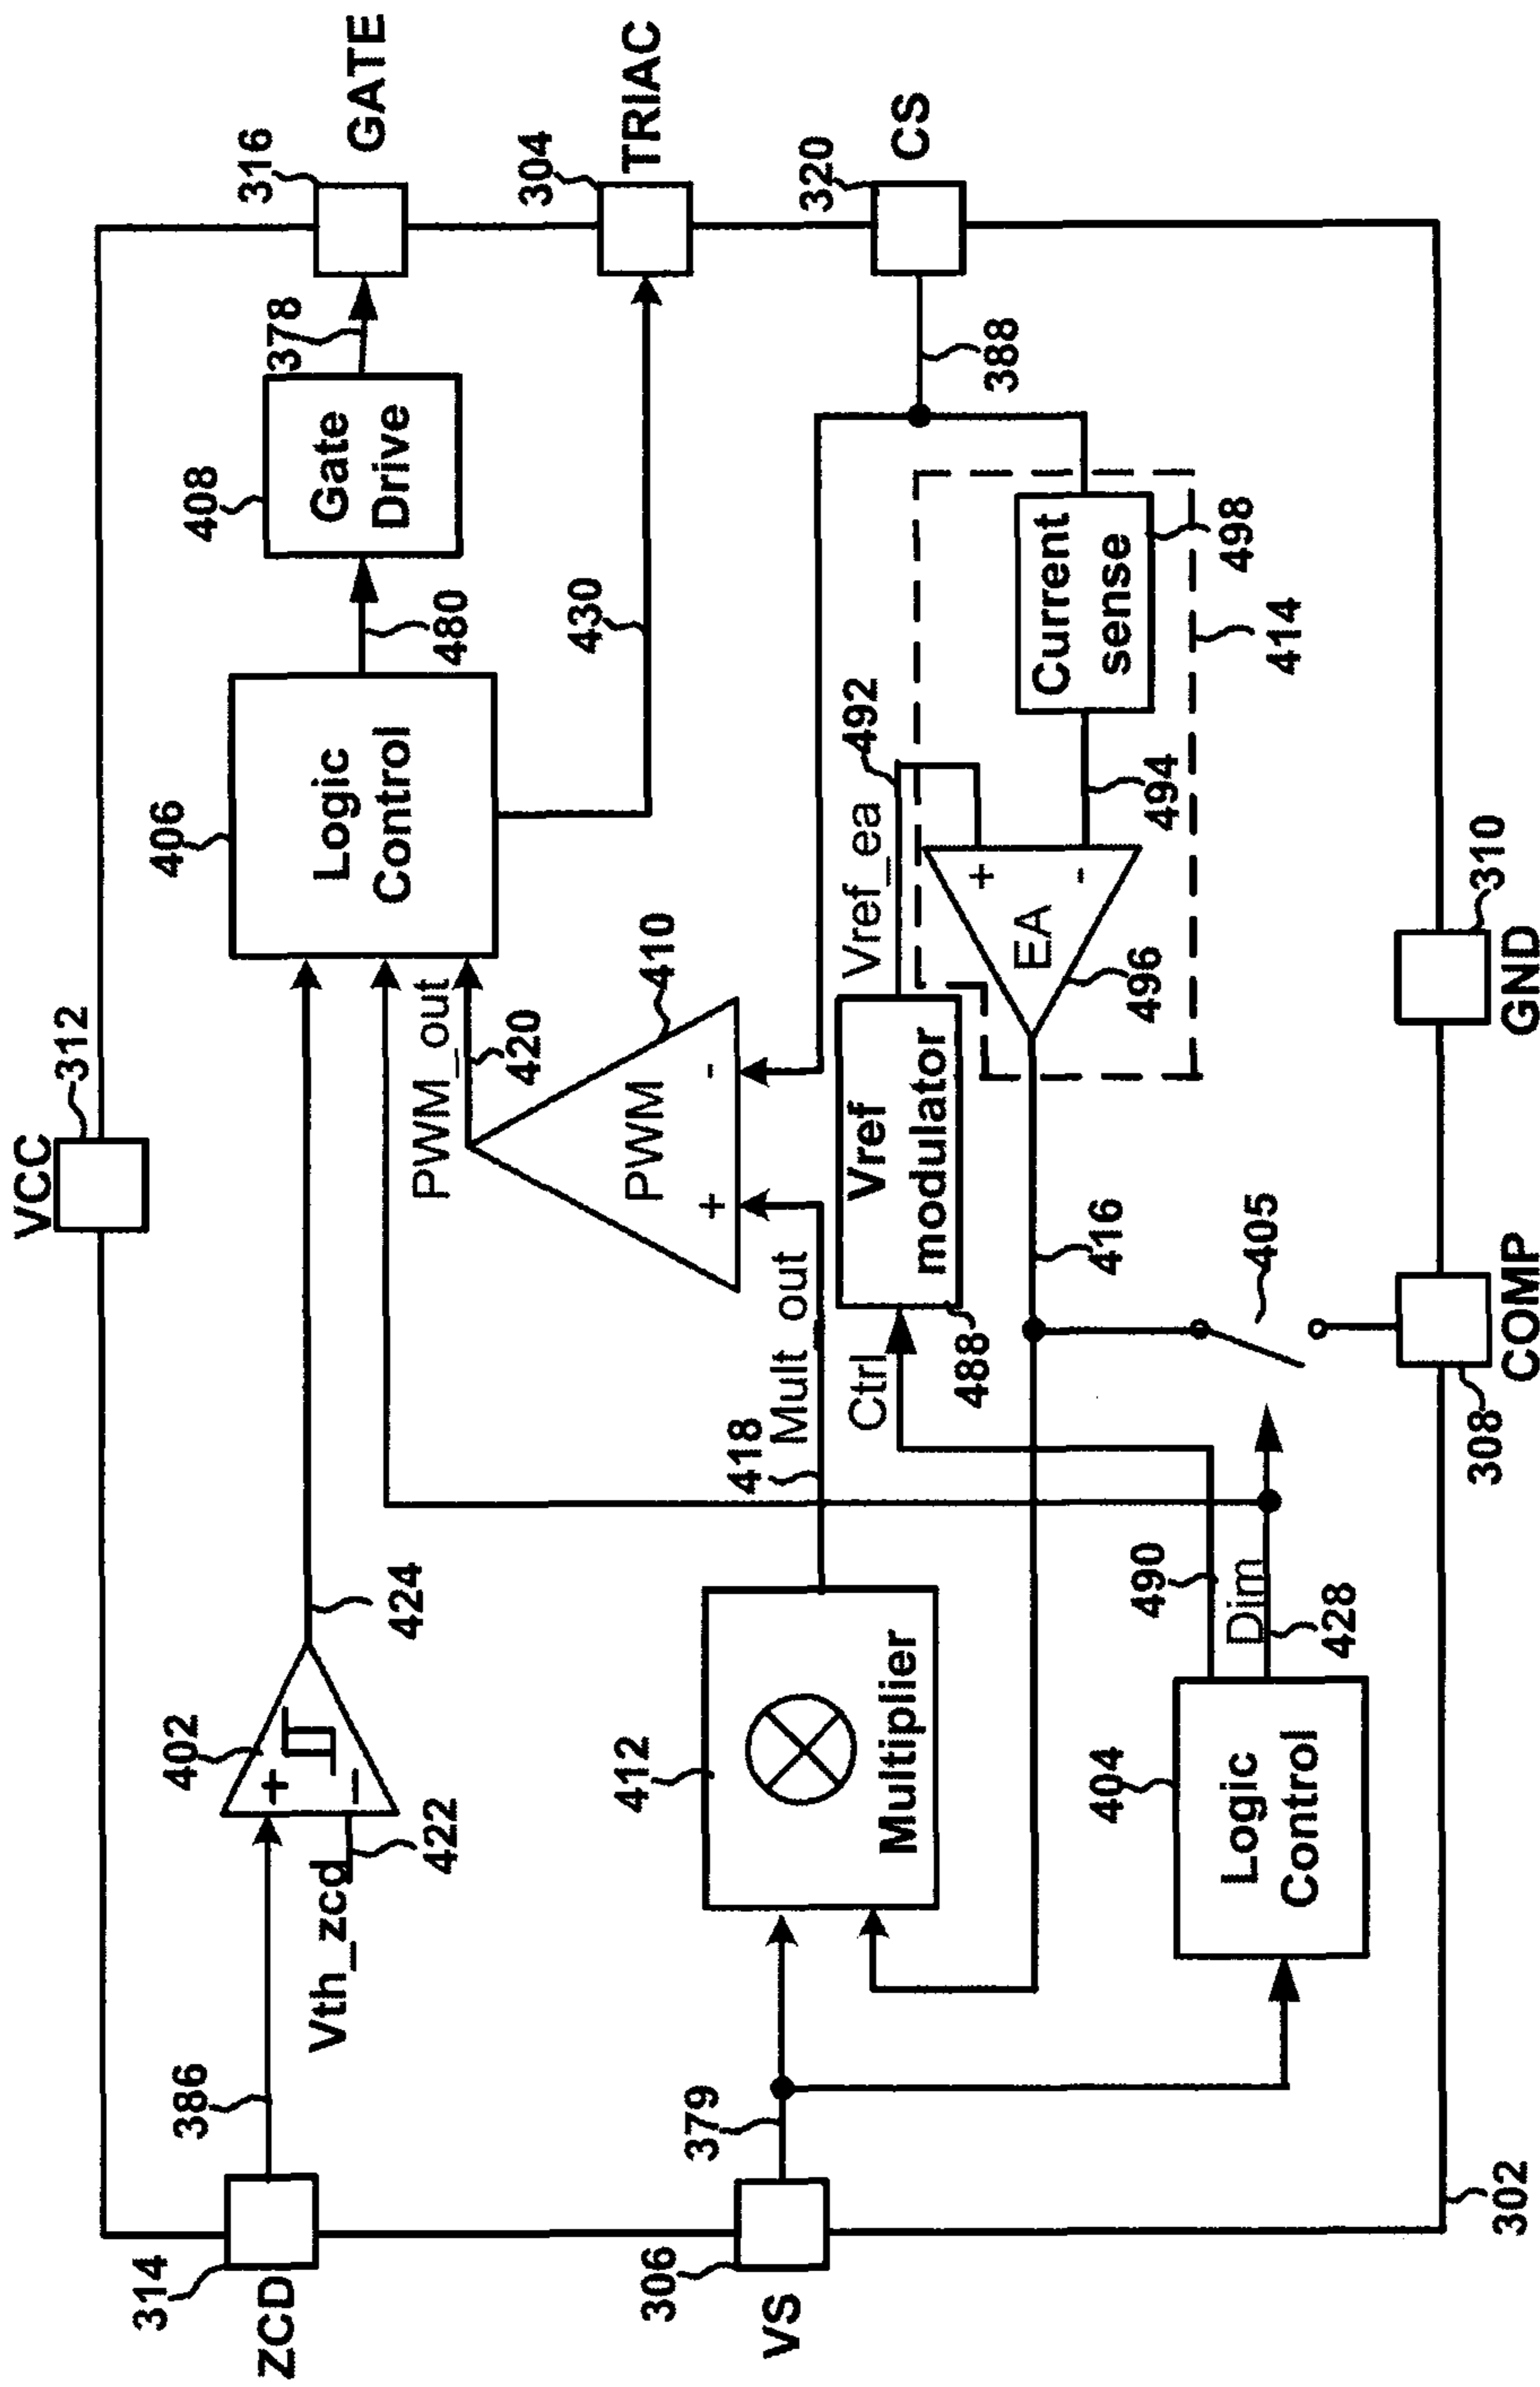 VCC
312
314
ZCD
386
402
+
−
Vth_zcd
422
424
406
Logic
Control
480
408
Gate
Drive
378
316
GATE
430
304
TRIAC
PWM_out
420
410
PWM
+
-
412
Multiplier
418
Mult_out
306
VS
379
320
CS
388
Vref_ea
492
Vref
modulator
488
Ctrl
EA
+
-
496
494
Current
sense
498
414
416
404
Logic
Control
490
Dim
428
405
308
COMP
310
GND
302